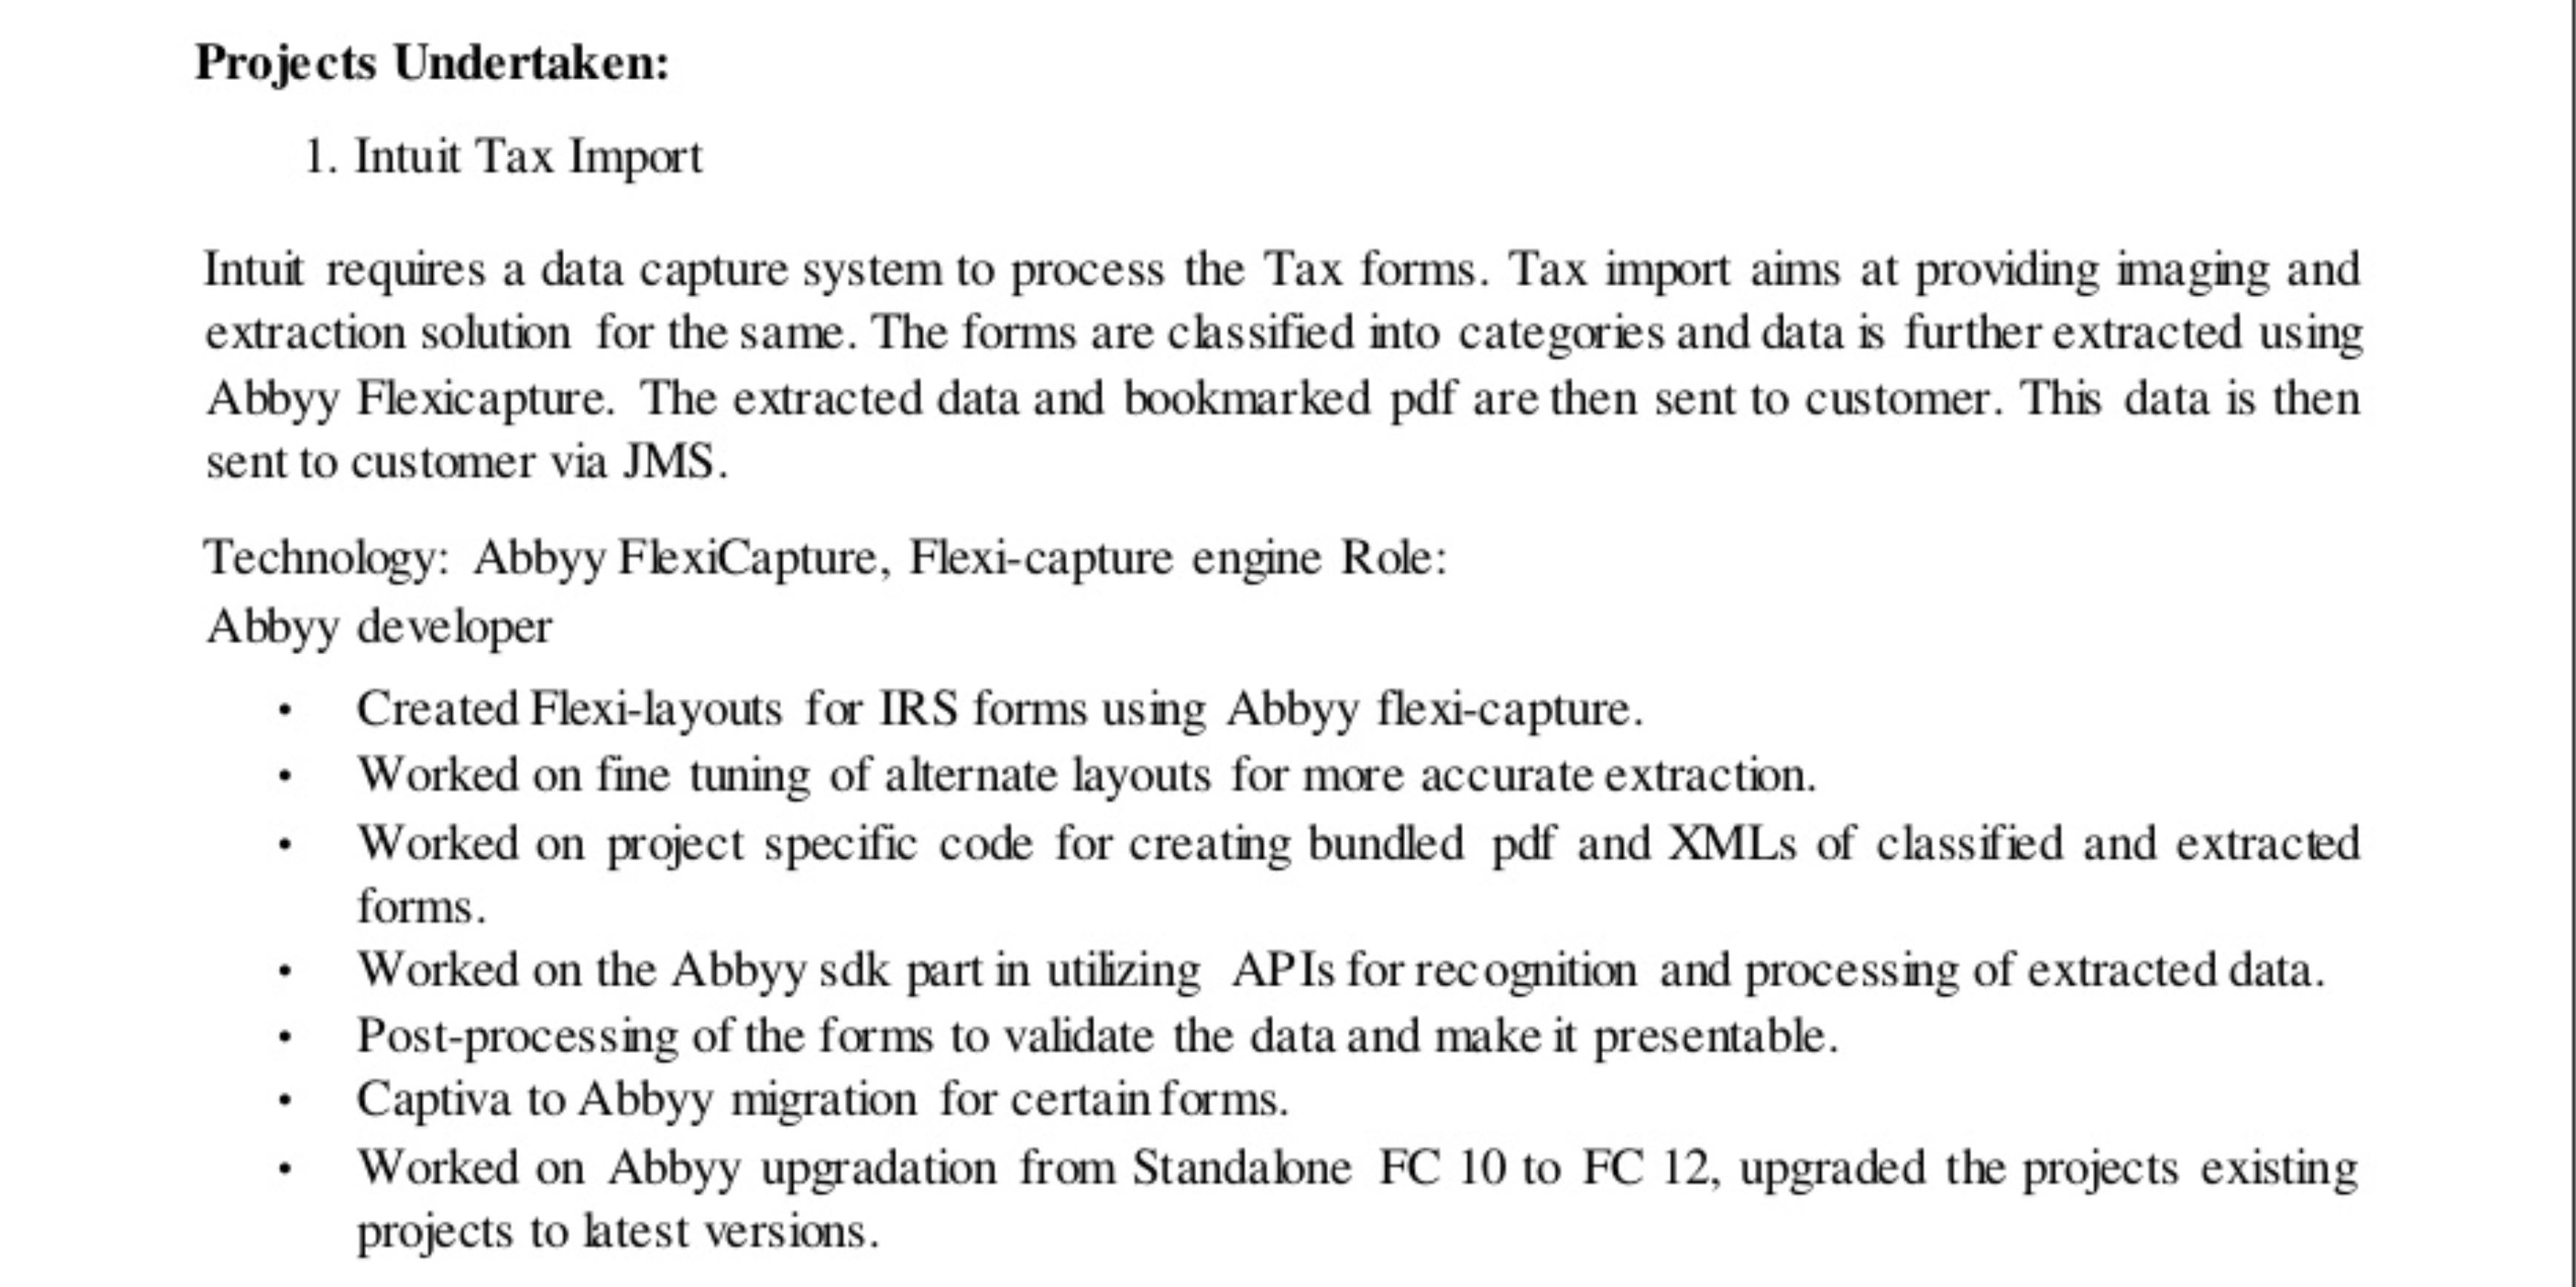 Projects Undertaken:
1. Intuit Tax Import
Intuit requires a data capture system to process the Tax forms. Tax import aims at providing imaging and
extraction solution for the same. The forms are classified into categories and data is further extracted using
Abbyy Flexicapture. The extracted data and bookmarked pdf are then sent to customer. This data is then
sent to customer via JMS.
Technology: Abbyy FlexiCapture, Flexi-capture engine Role:
Abbyy developer
• Created Flexi-layouts for IRS forms using Abbyy flexi-capture.
• Worked on fine tuning of alternate layouts for more accurate extraction.
• Worked on project specific code for creating bundled pdf and XMLs of classified and extracted
forms.
• Worked on the Abbyy sdk part in utilizing APIs for recognition and processing of extracted data.
• Post-processing of the forms to validate the data and make it presentable.
• Captiva to Abbyy migration for certain forms.
• Worked on Abbyy upgradation from Standalone FC 10 to FC 12, upgraded the projects existing
projects to latest versions.